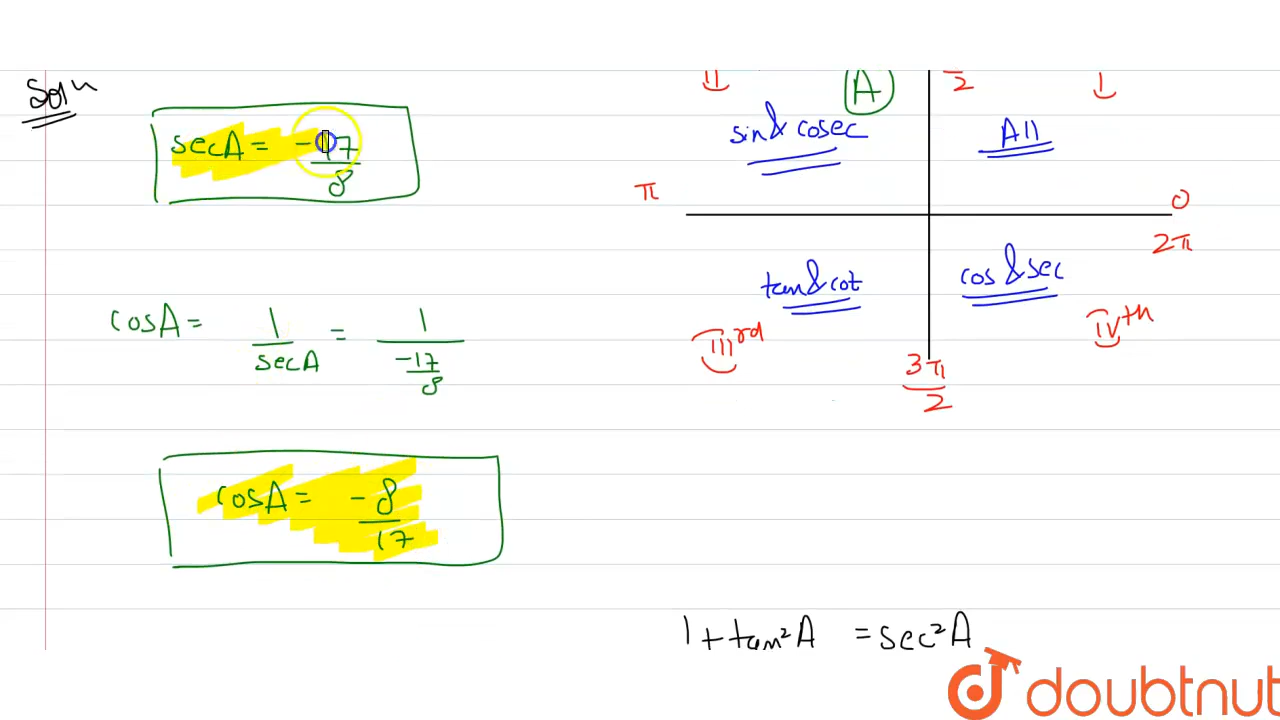 Soln
secA = -17/8
cosA = 1/secA = 1/(-17/8)
cosA = -8/17
II
A
π/2
I
sin & cosec
All
π
0
2π
tan & cot
cos & sec
IIIrd
IVth
3π/2
1 + tan²A = sec²A
doubtnut